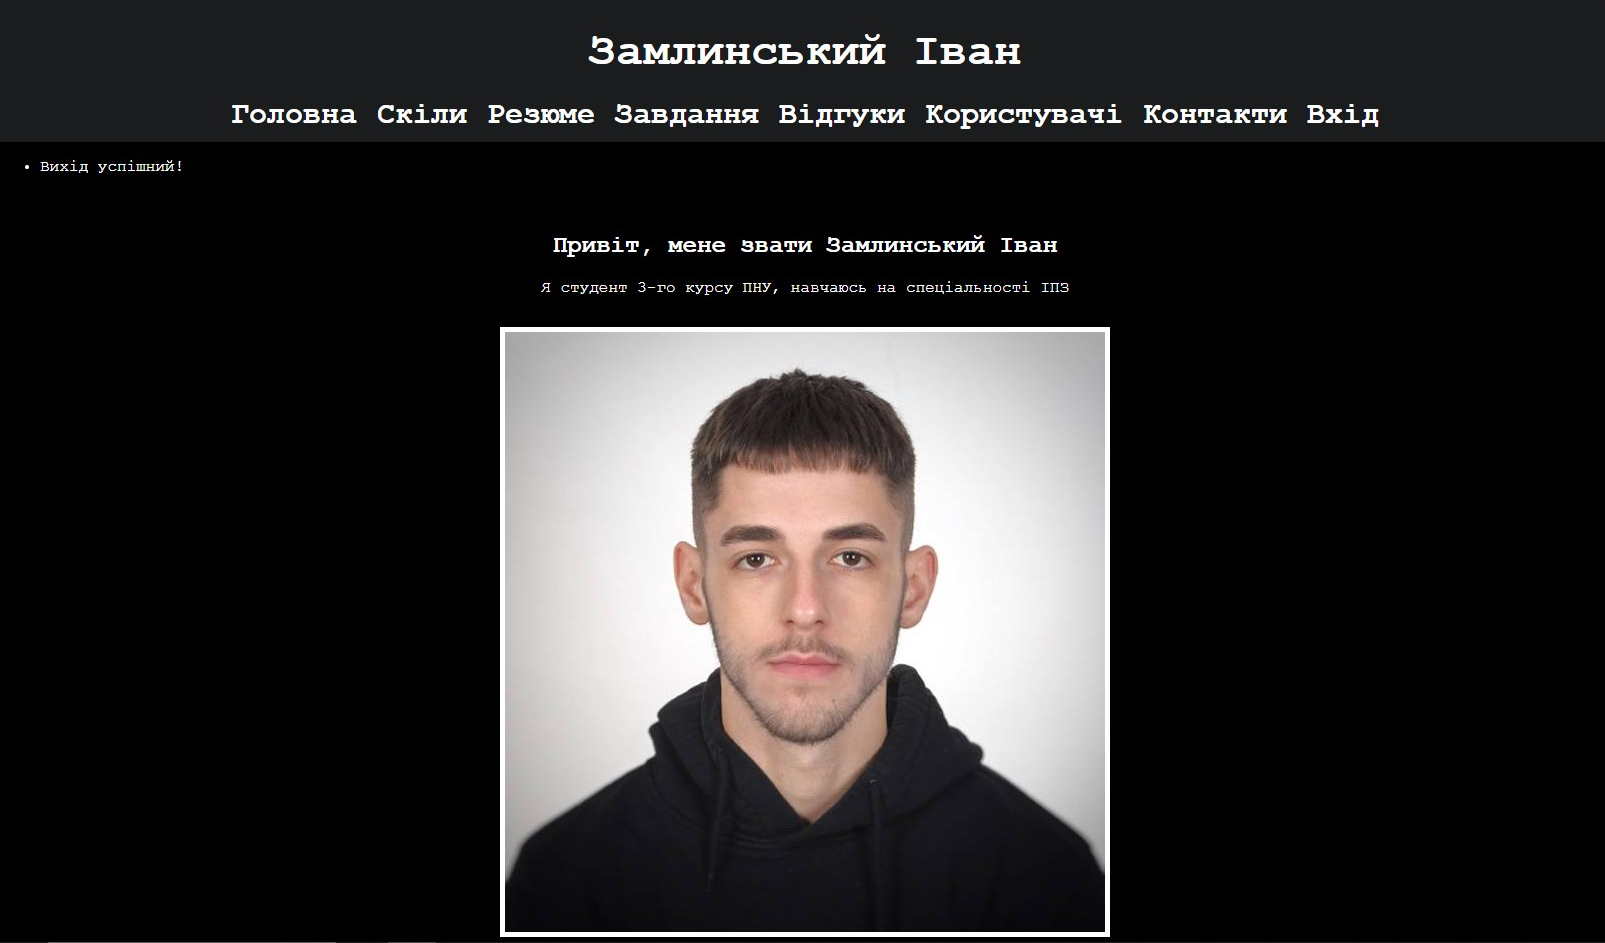 Замлинський Іван
Головна Скіли Резюме Завдання Відгуки Користувачі Контакти Вхід
Вихід успішний!
Привіт, мене звати Замлинський Іван
Я студент 3-го курсу ПНУ, навчаюсь на спеціальності ІПЗ